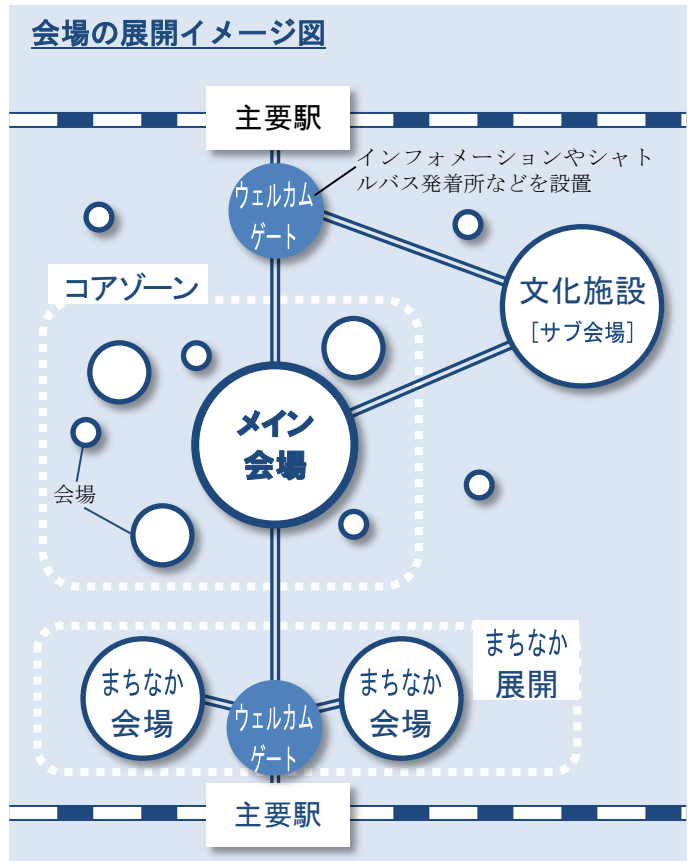 会場の展開イメージ図
主要駅
インフォメーションやシャト
ルバス発着所などを設置
ウェルカム
ゲート
コアゾーン
文化施設
[サブ会場]
メイン
会場
会場
まちなか
展開
まちなか
会場
まちなか
会場
ウェルカム
ゲート
主要駅